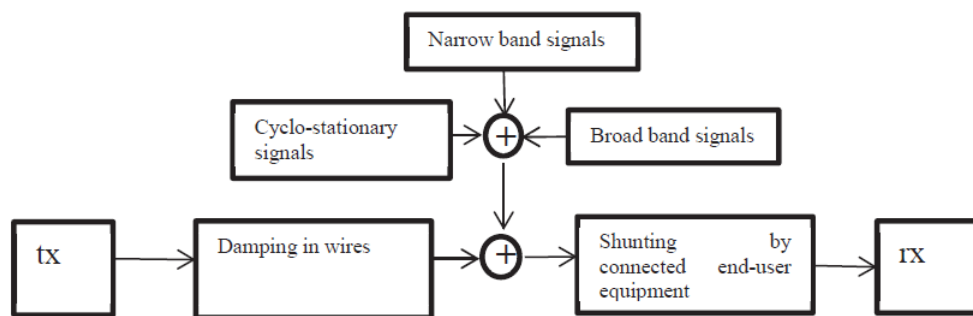 Narrow band signals
Cyclo-stationary
signals
+
Broad band signals
tx
Damping in wires
+
Shunting by
connected end-user
equipment
rx